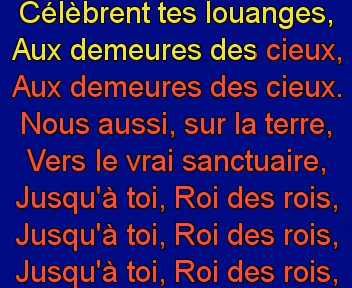 Célèbrent tes louanges,
Aux demeures des cieux,
Aux demeures des cieux.
Nous aussi, sur la terre,
Vers le vrai sanctuaire,
Jusqu'à toi, Roi des rois,
Jusqu'à toi, Roi des rois,
Jusqu'à toi, Roi des rois,